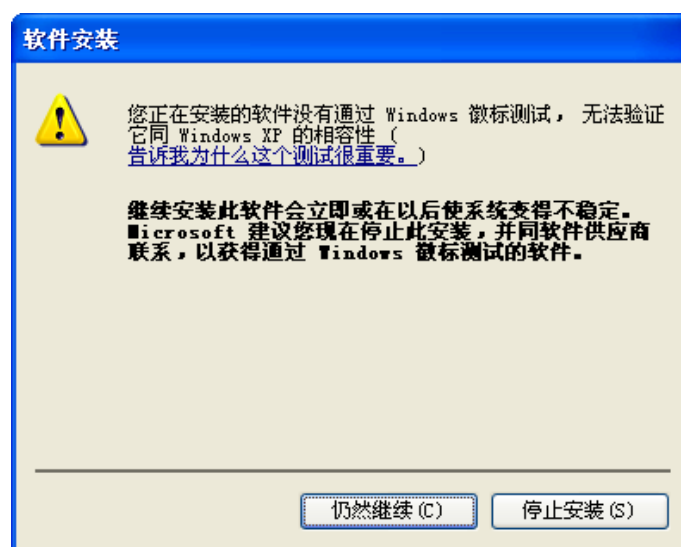 软件安装
您正在安装的软件没有通过 Windows 徽标测试，无法验证
它同 Windows XP 的相容性（
告诉我为什么这个测试很重要。）
继续安装此软件会立即或在以后使系统变得不稳定。
Microsoft 建议您现在停止此安装，并同软件供应商
联系，以获得通过 Windows 徽标测试的软件。
仍然继续(C)
停止安装(S)